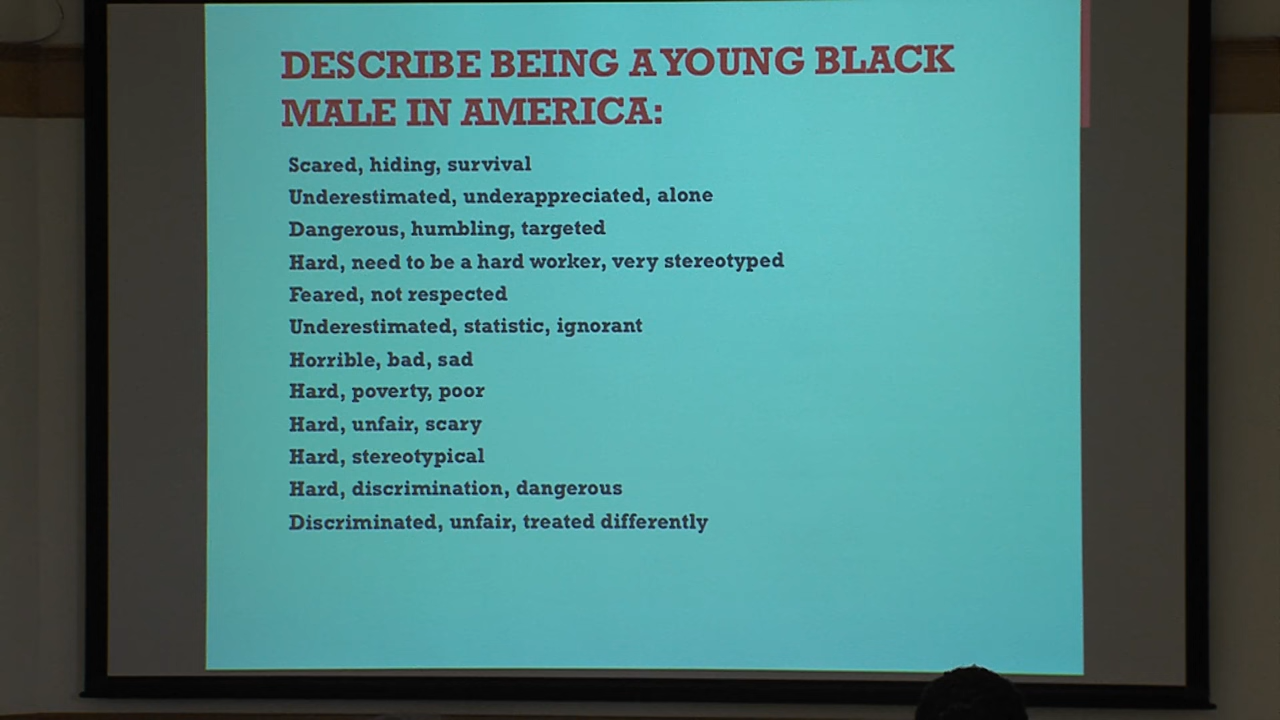 DESCRIBE BEING A YOUNG BLACK
MALE IN AMERICA:
Scared, hiding, survival
Underestimated, underappreciated, alone
Dangerous, humbling, targeted
Hard, need to be a hard worker, very stereotyped
Feared, not respected
Underestimated, statistic, ignorant
Horrible, bad, sad
Hard, poverty, poor
Hard, unfair, scary
Hard, stereotypical
Hard, discrimination, dangerous
Discriminated, unfair, treated differently